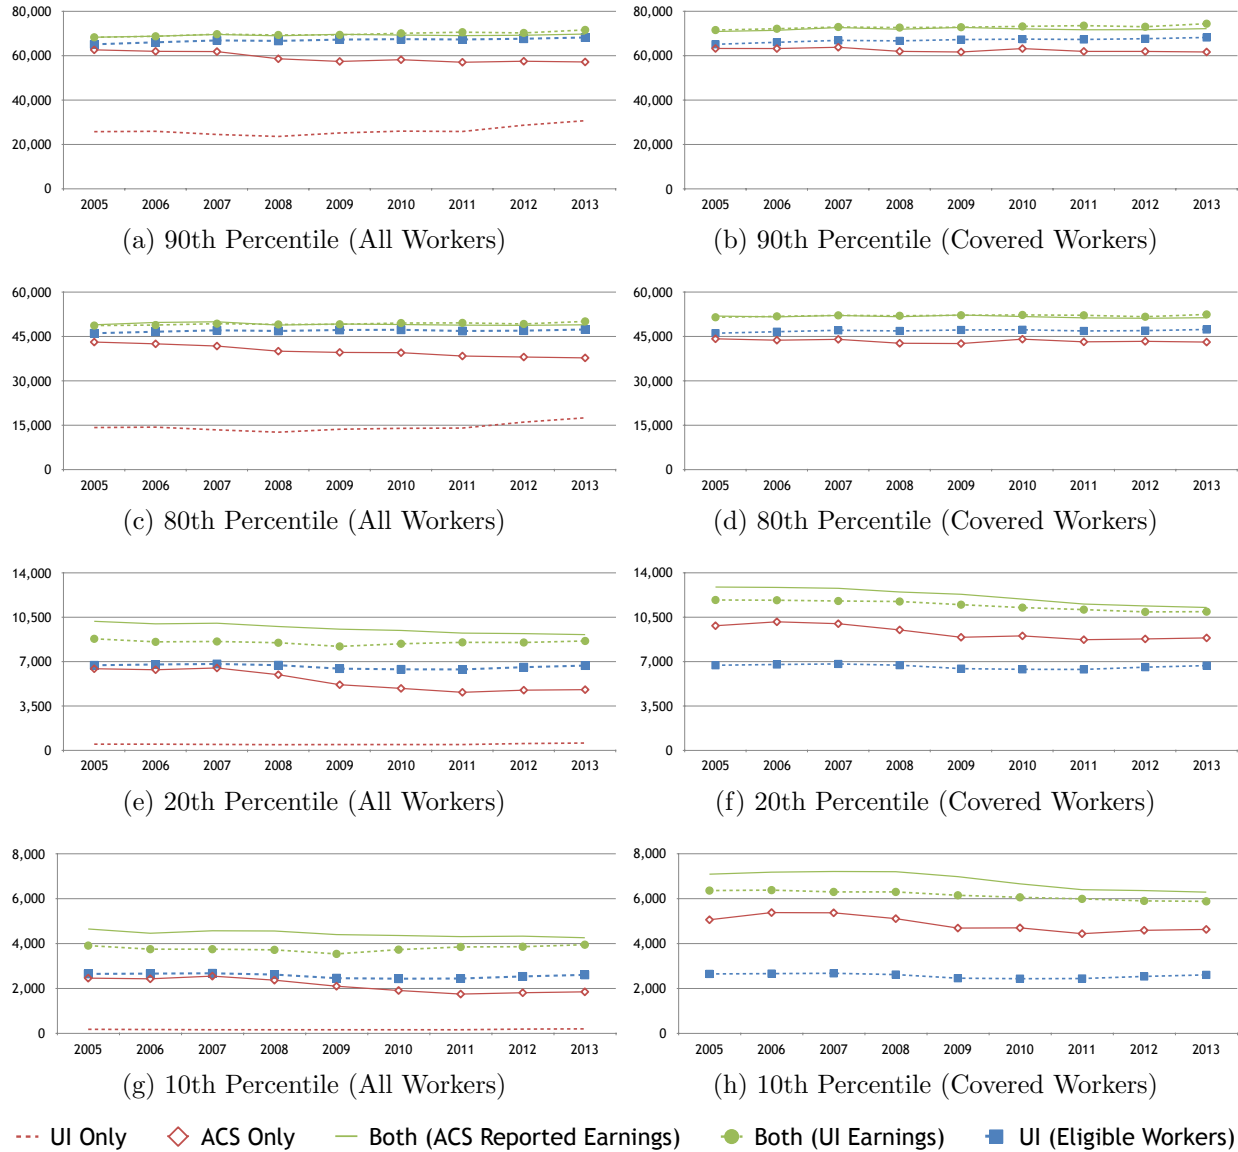 80,000
60,000
40,000
20,000
0
2005 2006 2007 2008 2009 2010 2011 2012 2013
(a) 90th Percentile (All Workers)
80,000
60,000
40,000
20,000
0
2005 2006 2007 2008 2009 2010 2011 2012 2013
(b) 90th Percentile (Covered Workers)
60,000
45,000
30,000
15,000
0
2005 2006 2007 2008 2009 2010 2011 2012 2013
(c) 80th Percentile (All Workers)
60,000
45,000
30,000
15,000
0
2005 2006 2007 2008 2009 2010 2011 2012 2013
(d) 80th Percentile (Covered Workers)
14,000
10,500
7,000
3,500
0
2005 2006 2007 2008 2009 2010 2011 2012 2013
(e) 20th Percentile (All Workers)
14,000
10,500
7,000
3,500
0
2005 2006 2007 2008 2009 2010 2011 2012 2013
(f) 20th Percentile (Covered Workers)
8,000
6,000
4,000
2,000
0
2005 2006 2007 2008 2009 2010 2011 2012 2013
(g) 10th Percentile (All Workers)
8,000
6,000
4,000
2,000
0
2005 2006 2007 2008 2009 2010 2011 2012 2013
(h) 10th Percentile (Covered Workers)
UI Only ACS Only Both (ACS Reported Earnings) Both (UI Earnings) UI (Eligible Workers)